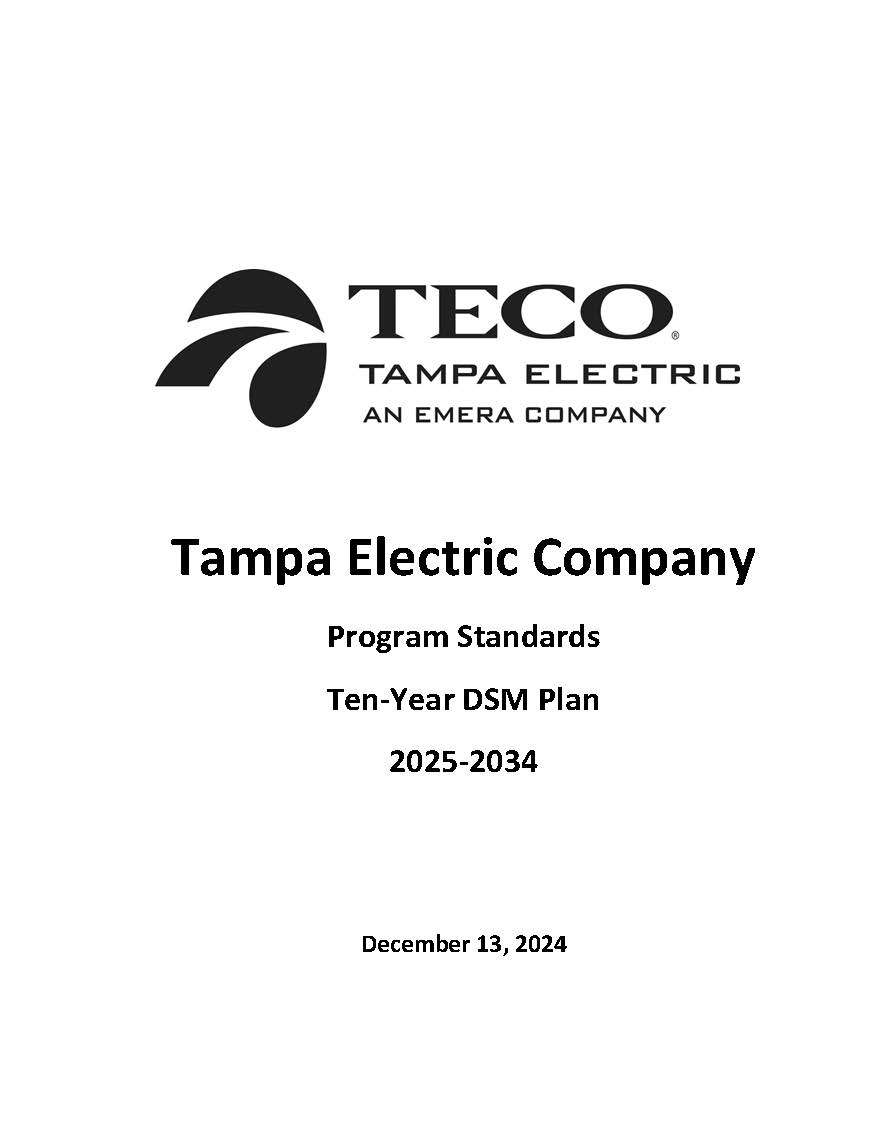 TECO®
TAMPA ELECTRIC
AN EMERA COMPANY
Tampa Electric Company
Program Standards
Ten-Year DSM Plan
2025-2034
December 13, 2024